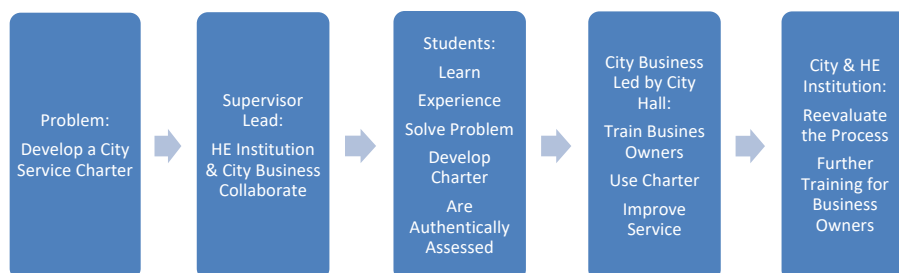 Problem:
Develop a City
Service Charter
Supervisor
Lead:
HE Institution
& City Business
Collaborate
Students:
Learn
Experience
Solve Problem
Develop
Charter
Are
Authentically
Assessed
City Business
Led by City
Hall:
Train Busines
Owners
Use Charter
Improve
Service
City & HE
Institution:
Reevaluate
the Process
Further
Training for
Business
Owners